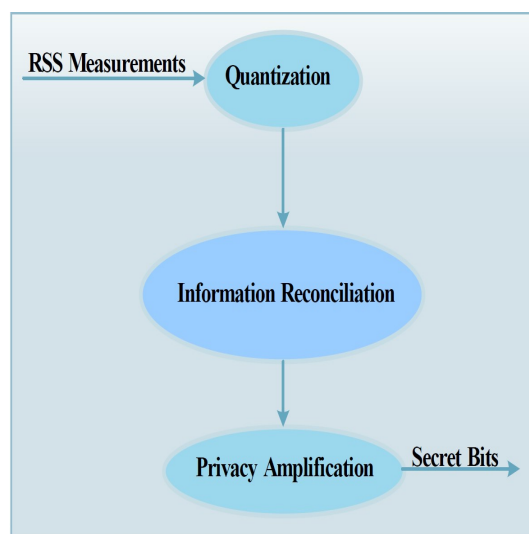 RSS Measurements
Quantization
Information Reconciliation
Privacy Amplification
Secret Bits